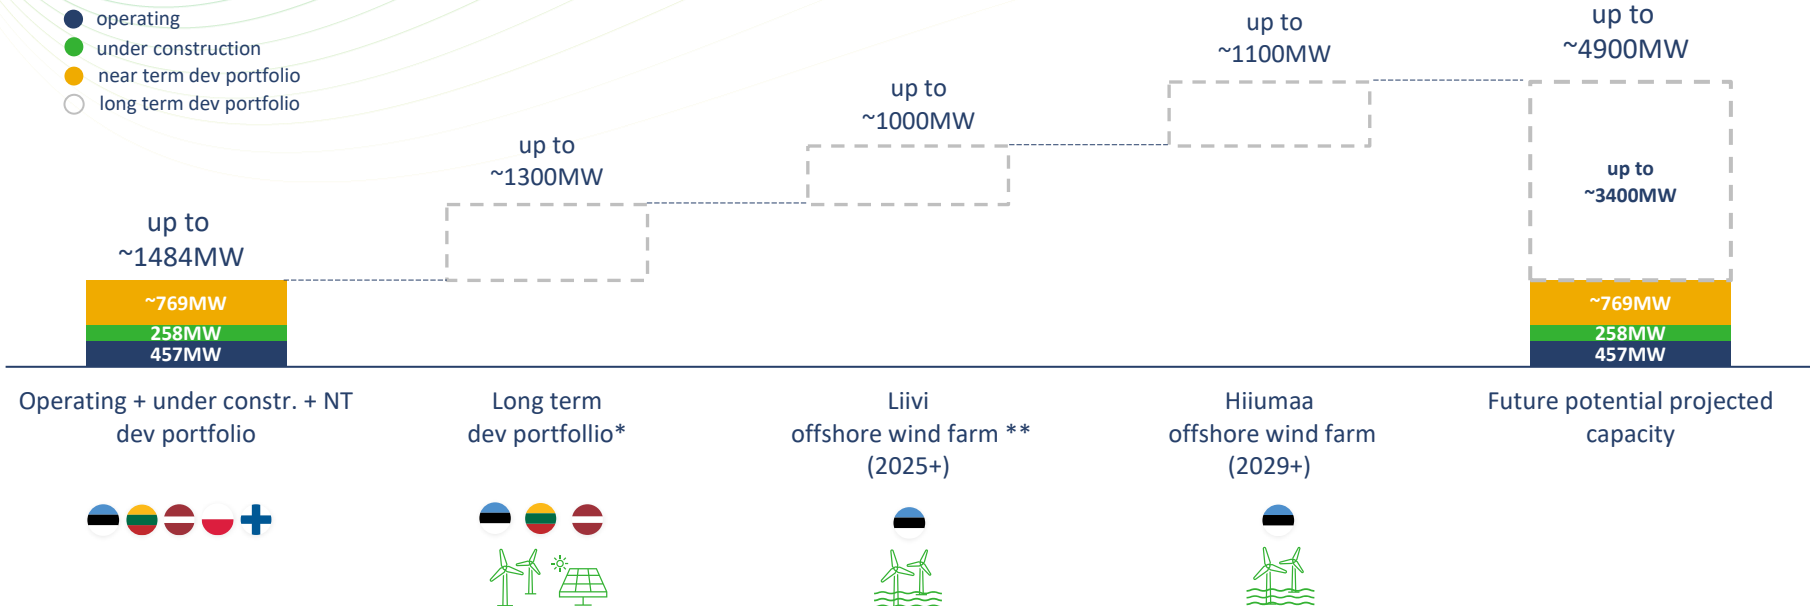 operating
under construction
near term dev portfolio
long term dev portfolio
up to
~1484MW
~769MW
258MW
457MW
up to
~1300MW
up to
~1000MW
up to
~1100MW
up to
~4900MW
up to
~3400MW
~769MW
258MW
457MW
Operating + under constr. + NT
dev portfolio
Long term
dev portfollio*
Liivi
offshore wind farm **
(2025+)
Hiiumaa
offshore wind farm
(2029+)
Future potential projected
capacity